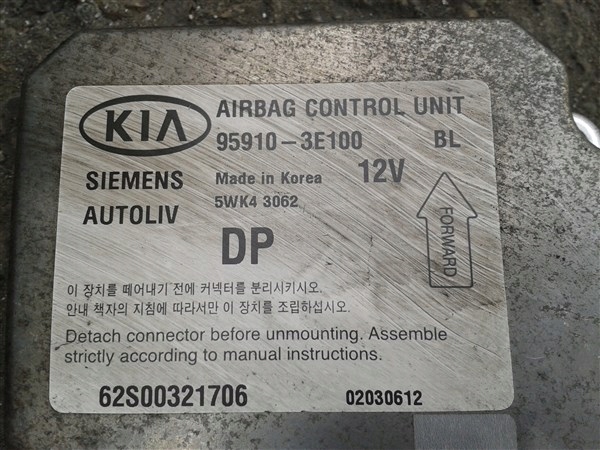 KIA
AIRBAG CONTROL UNIT
95910-3E100 BL
SIEMENS
AUTOLIV
Made in Korea 12V
5WK4 3062
DP
FORWARD
이 장치를 떼어내기 전에 커넥터를 분리시키시오.
안내 책자의 지침에 따라서만 이 장치를 조립하십시오.
Detach connector before unmounting. Assemble
strictly according to manual instructions.
62S00321706 02030612